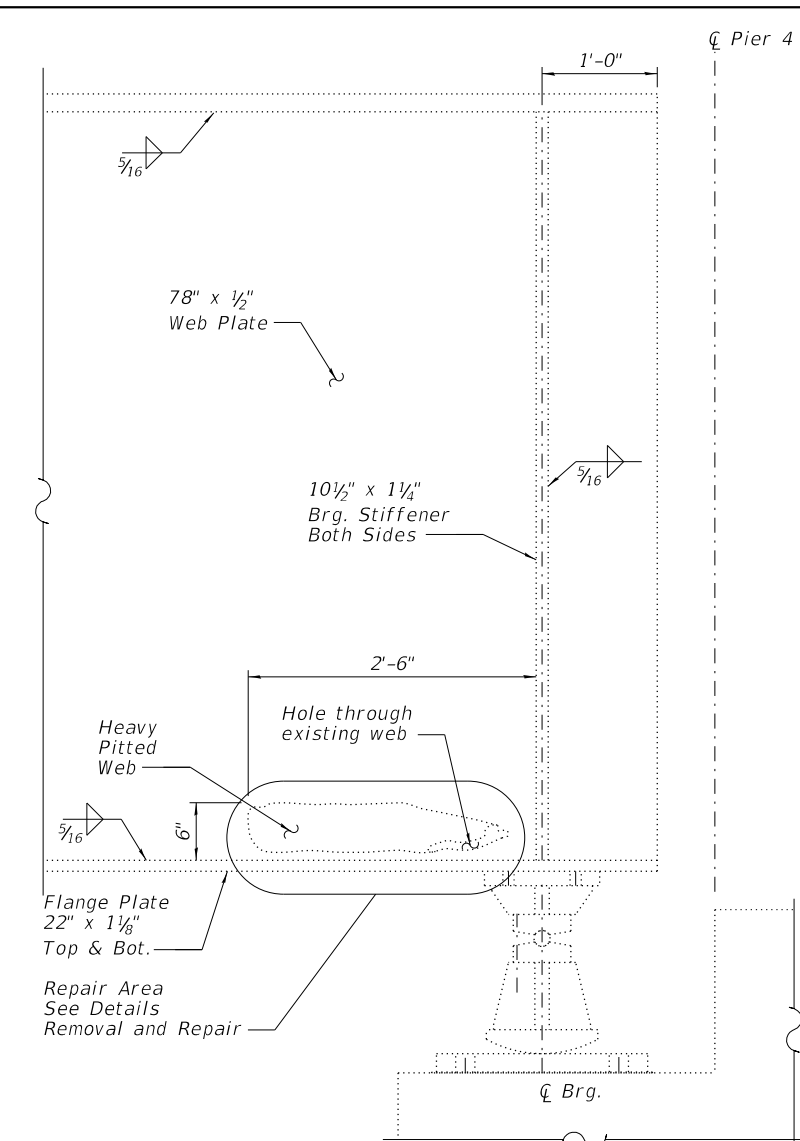 ℄ Pier 4
1'-0"
5/16
78" x 1/2"
Web Plate
5/16
10 1/2" x 1 1/4"
Brg. Stiffener
Both Sides
2'-6"
Heavy
Pitted
Web
Hole through
existing web
5/16
6"
Flange Plate
22" x 1 1/8"
Top & Bot.
Repair Area
See Details
Removal and Repair
℄ Brg.